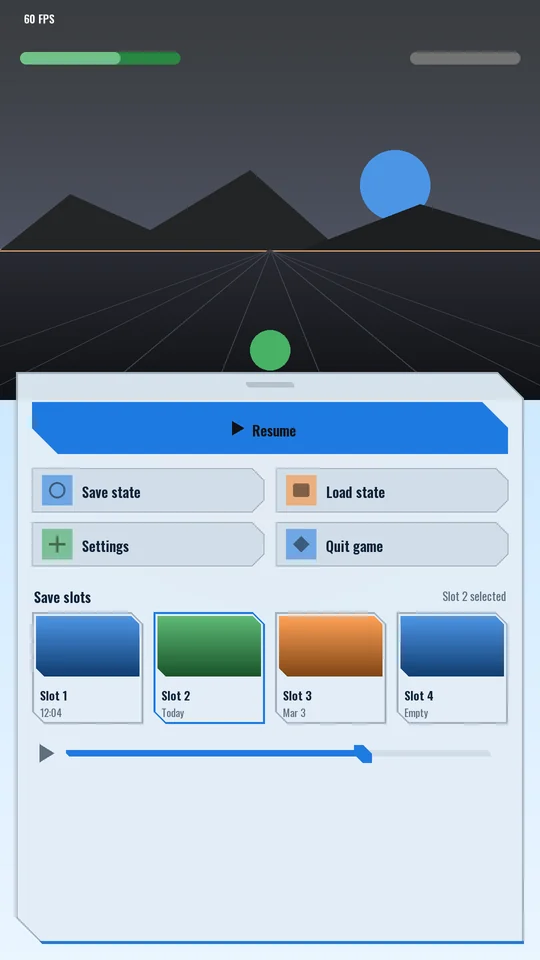 60 FPS
Resume
Save state
Load state
Settings
Quit game
Save slots
Slot 2 selected
Slot 1
12:04
Slot 2
Today
Slot 3
Mar 3
Slot 4
Empty